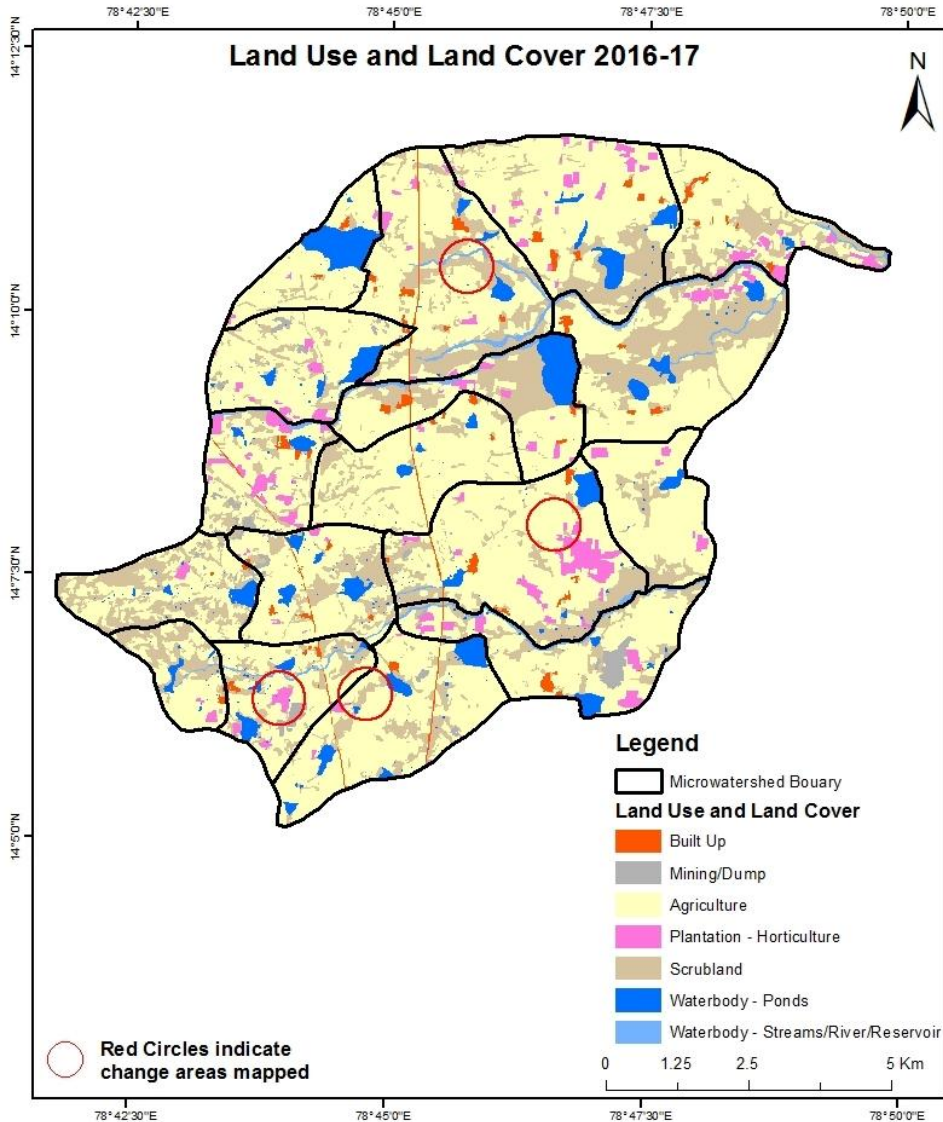 78°42'30"E 78°45'0"E 78°47'30"E 78°50'0"E
14°12'30"N
Land Use and Land Cover 2016-17
N
14°10'0"N
14°7'30"N
14°5'0"N
Legend
Microwatershed Bouary
Land Use and Land Cover
Built Up
Mining/Dump
Agriculture
Plantation - Horticulture
Scrubland
Waterbody - Ponds
Waterbody - Streams/River/Reservoir
Red Circles indicate
change areas mapped
0 1.25 2.5 5 Km
78°42'30"E 78°45'0"E 78°47'30"E 78°50'0"E